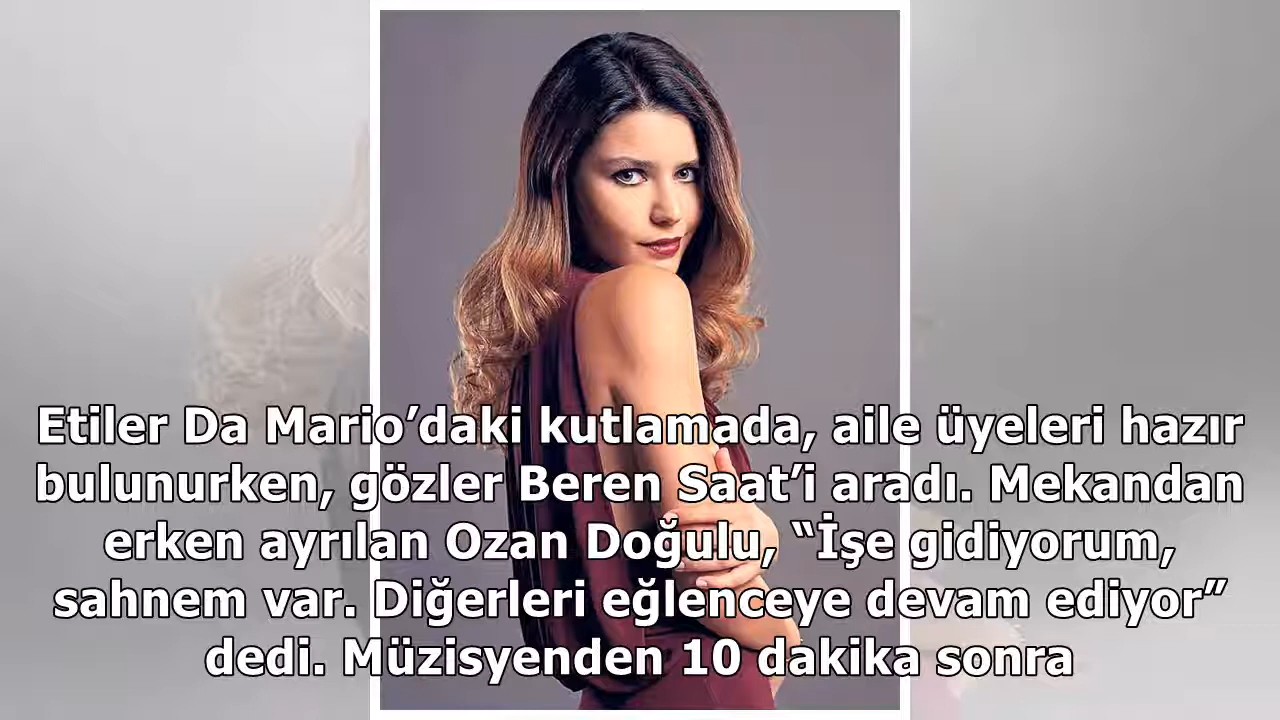 Etiler Da Mario’daki kutlamada, aile üyeleri hazır
bulunurken, gözler Beren Saat’i aradı. Mekandan
erken ayrılan Ozan Doğulu, “İşe gidiyorum,
sahnem var. Diğerleri eğlenceye devam ediyor”
dedi. Müzisyenden 10 dakika sonra